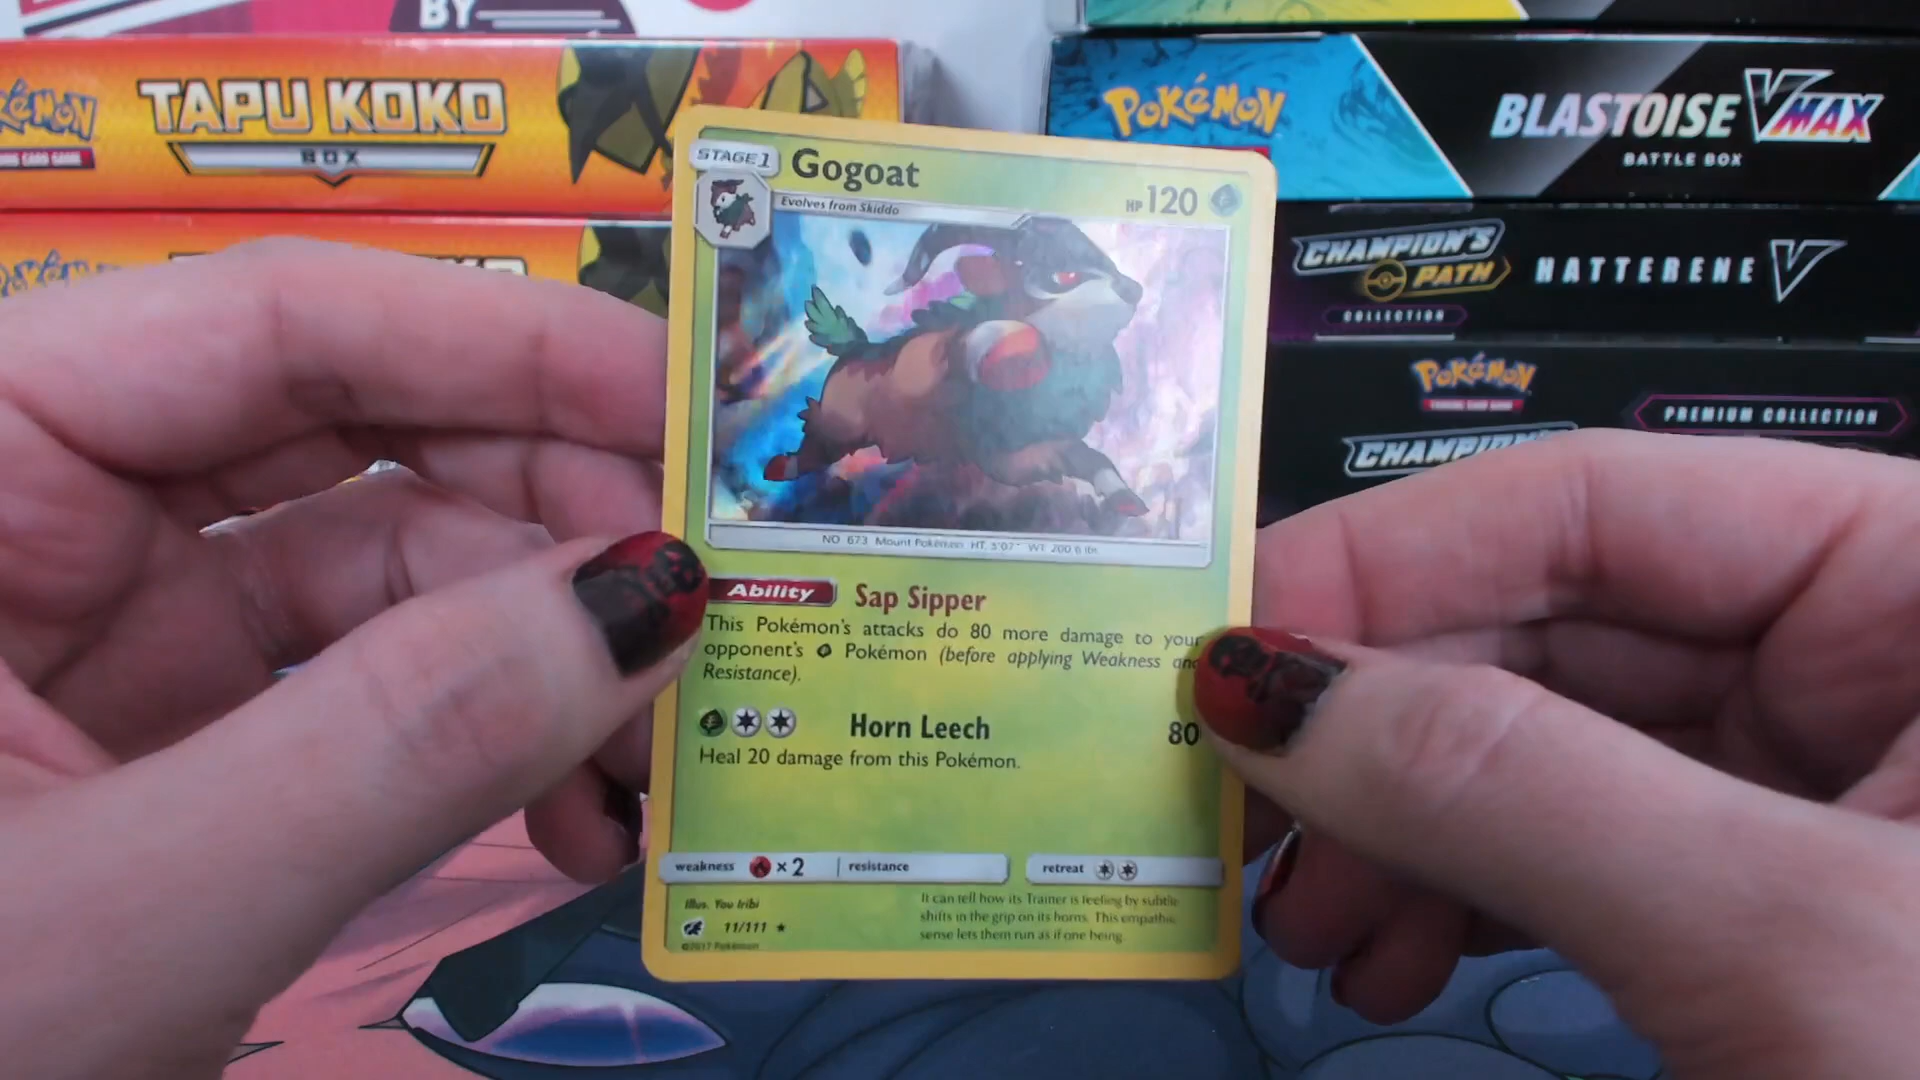 BY
POKÉMON
TAPU KOKO
BOX
Pokémon
BLASTOISE VMAX
BATTLE BOX
CHAMPION'S
PATH
COLLECTION
HATTERENE V
Pokémon
PREMIUM COLLECTION
STAGE 1
Gogoat
HP 120
Evolves from Skiddo
NO 673 Mount Pokémon HT 5'07" WT 200.6 lbs
Ability Sap Sipper
This Pokémon's attacks do 80 more damage to your
opponent's Pokémon (before applying Weakness and
Resistance).
Horn Leech 80
Heal 20 damage from this Pokémon.
weakness × 2 resistance retreat
Illus. You Iribi
11/111 ★
©2017 Pokémon
It can tell how its Trainer is feeling by subtle
shifts in the grip on its horns. This empathic
sense lets them run as if one being.